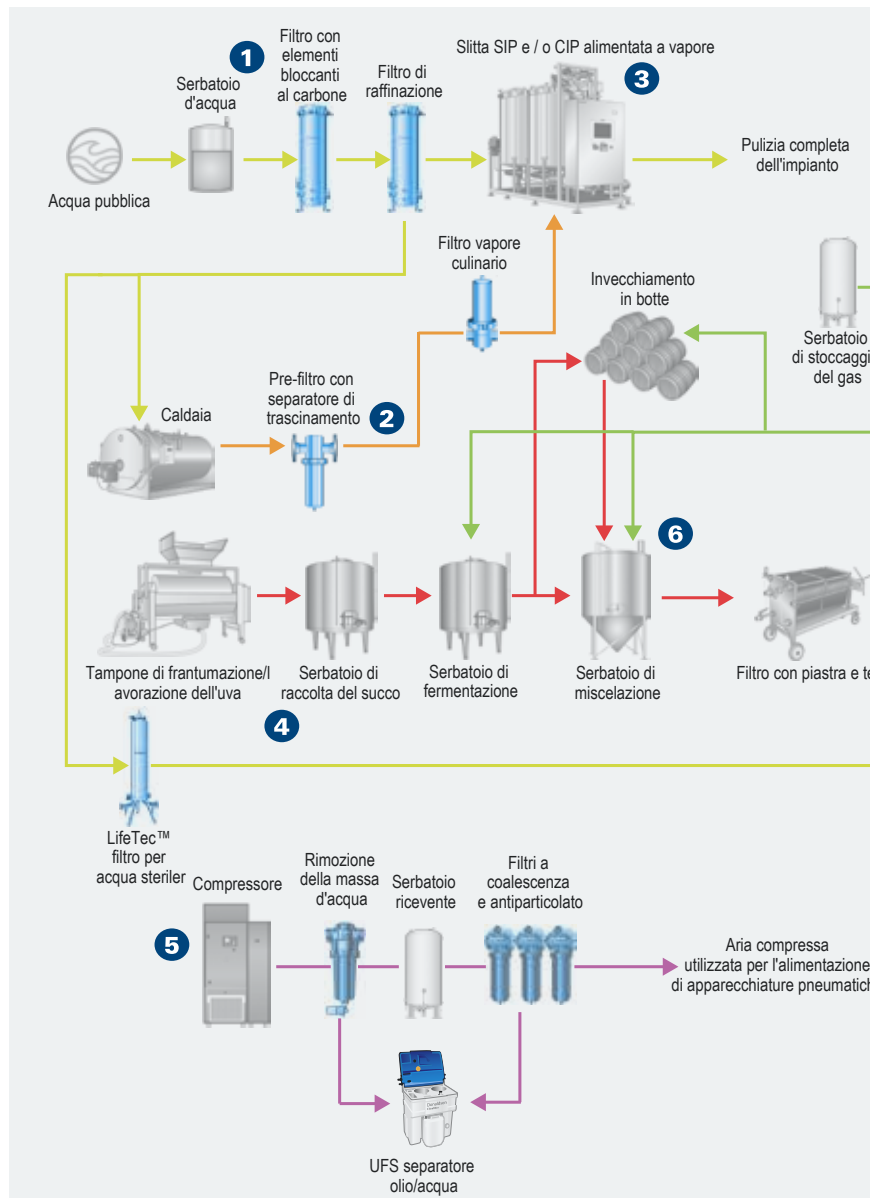 1
Filtro con
elementi
bloccanti
al carbone
Serbatoio
d'acqua
Filtro di
raffinazione
Slitta SIP e / o CIP alimentata a vapore
3
Acqua pubblica
Pulizia completa
dell'impianto
Filtro vapore
culinario
Invecchiamento
in botte
Serbatoio
di stoccaggi
del gas
Pre-filtro con
separatore di
trascinamento
2
Caldaia
6
Tampone di frantumazione/l
avorazione dell'uva
Serbatoio di
raccolta del succo
Serbatoio di
fermentazione
Serbatoio di
miscelazione
Filtro con piastra e te
4
LifeTec™
filtro per
acqua steriler
5
Compressore
Rimozione
della massa
d'acqua
Serbatoio
ricevente
Filtri a
coalescenza
e antiparticolato
Aria compressa
utilizzata per l'alimentazione
di apparecchiature pneumatich
UFS separatore
olio/acqua